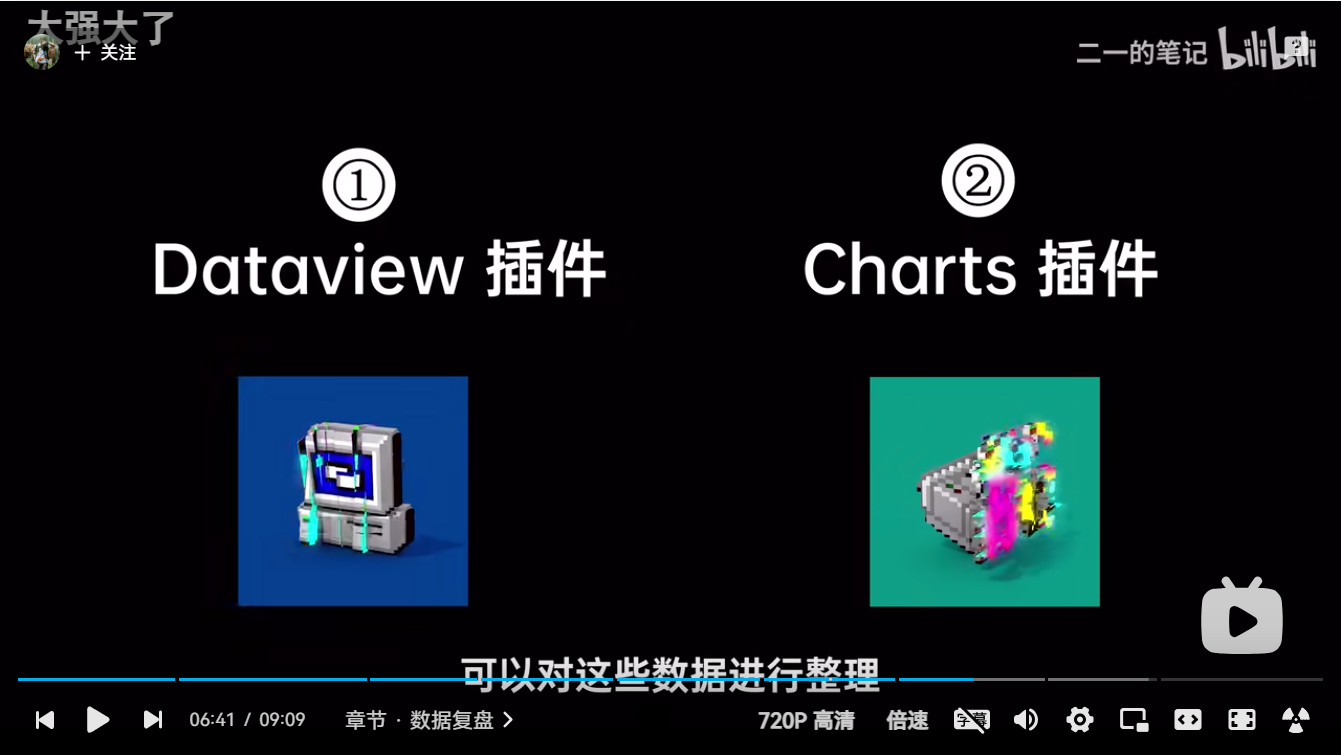 太强大了
+ 关注
二一的笔记 bilibili
①
Dataview 插件
②
Charts 插件
可以对这些数据进行整理
06:41 / 09:09
章节 · 数据复盘
720P 高清
倍速
字幕